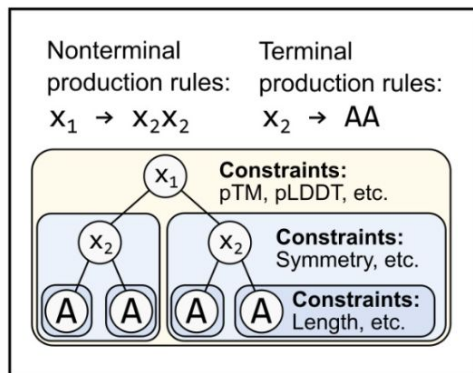 Nonterminal
production rules:
x₁ → x₂x₂
Terminal
production rules:
x₂ → AA
x₁
Constraints:
pTM, pLDDT, etc.
x₂
x₂
Constraints:
Symmetry, etc.
A A A A
Constraints:
Length, etc.